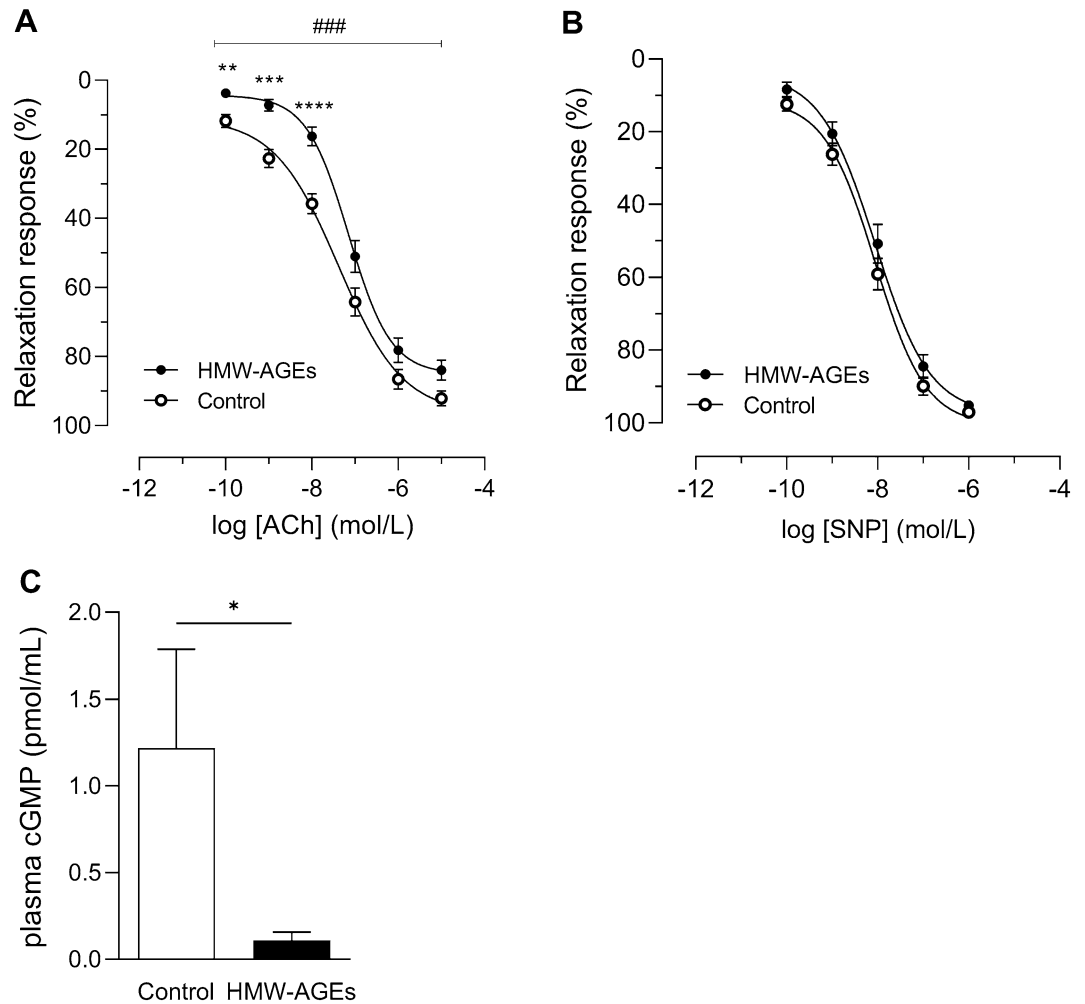 A
###
**
***
****
0
20
40
60
80
100
Relaxation response (%)
HMW-AGEs
Control
-12
-10
-8
-6
-4
log [ACh] (mol/L)
B
0
20
40
60
80
100
Relaxation response (%)
HMW-AGEs
Control
-12
-10
-8
-6
-4
log [SNP] (mol/L)
C
*
2.0
1.5
1.0
0.5
0.0
plasma cGMP (pmol/mL)
Control
HMW-AGEs